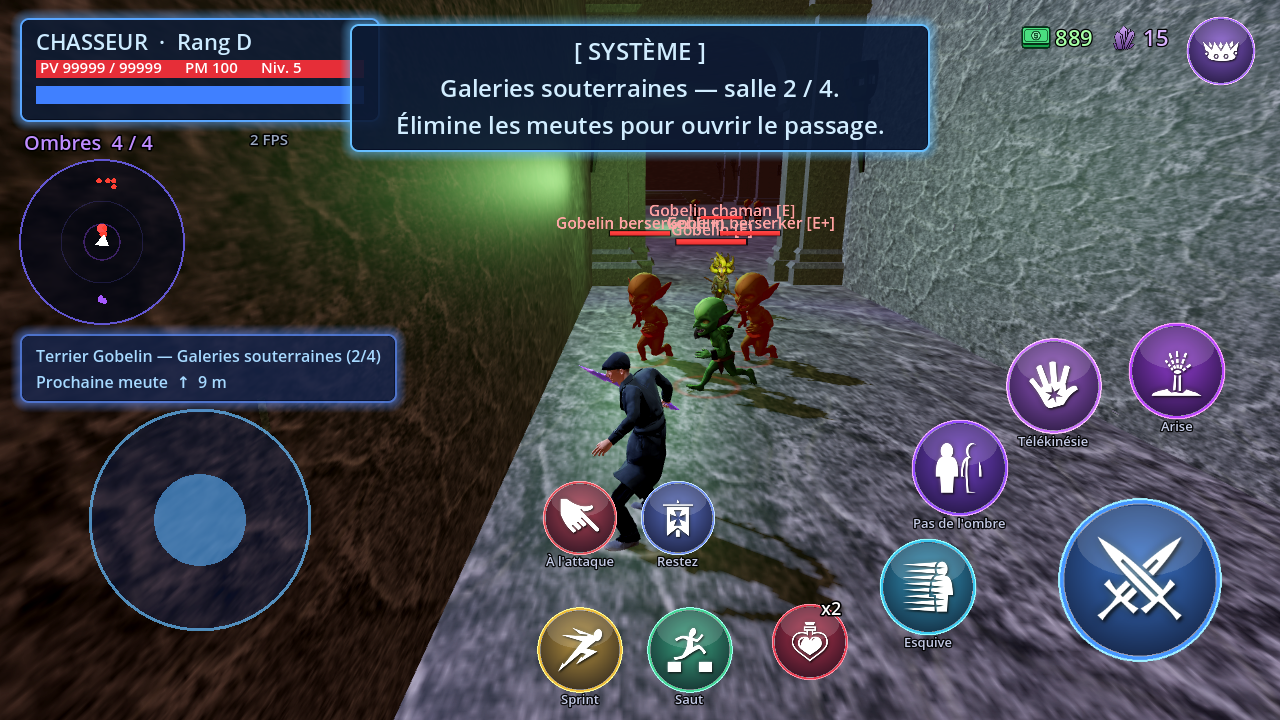 CHASSEUR · Rang D
PV 99999 / 99999 PM 100 Niv. 5
[ SYSTÈME ]
Galeries souterraines — salle 2 / 4.
Élimine les meutes pour ouvrir le passage.
889
15
Ombres 4 / 4
2 FPS
Gobelin chaman [E]
Gobelin berserker [E+]
Gobelin [E]
Terrier Gobelin — Galeries souterraines (2/4)
Prochaine meute ↑ 9 m
Télékinésie
Arise
Pas de l'ombre
À l'attaque
Restez
x2
Esquive
Sprint
Saut